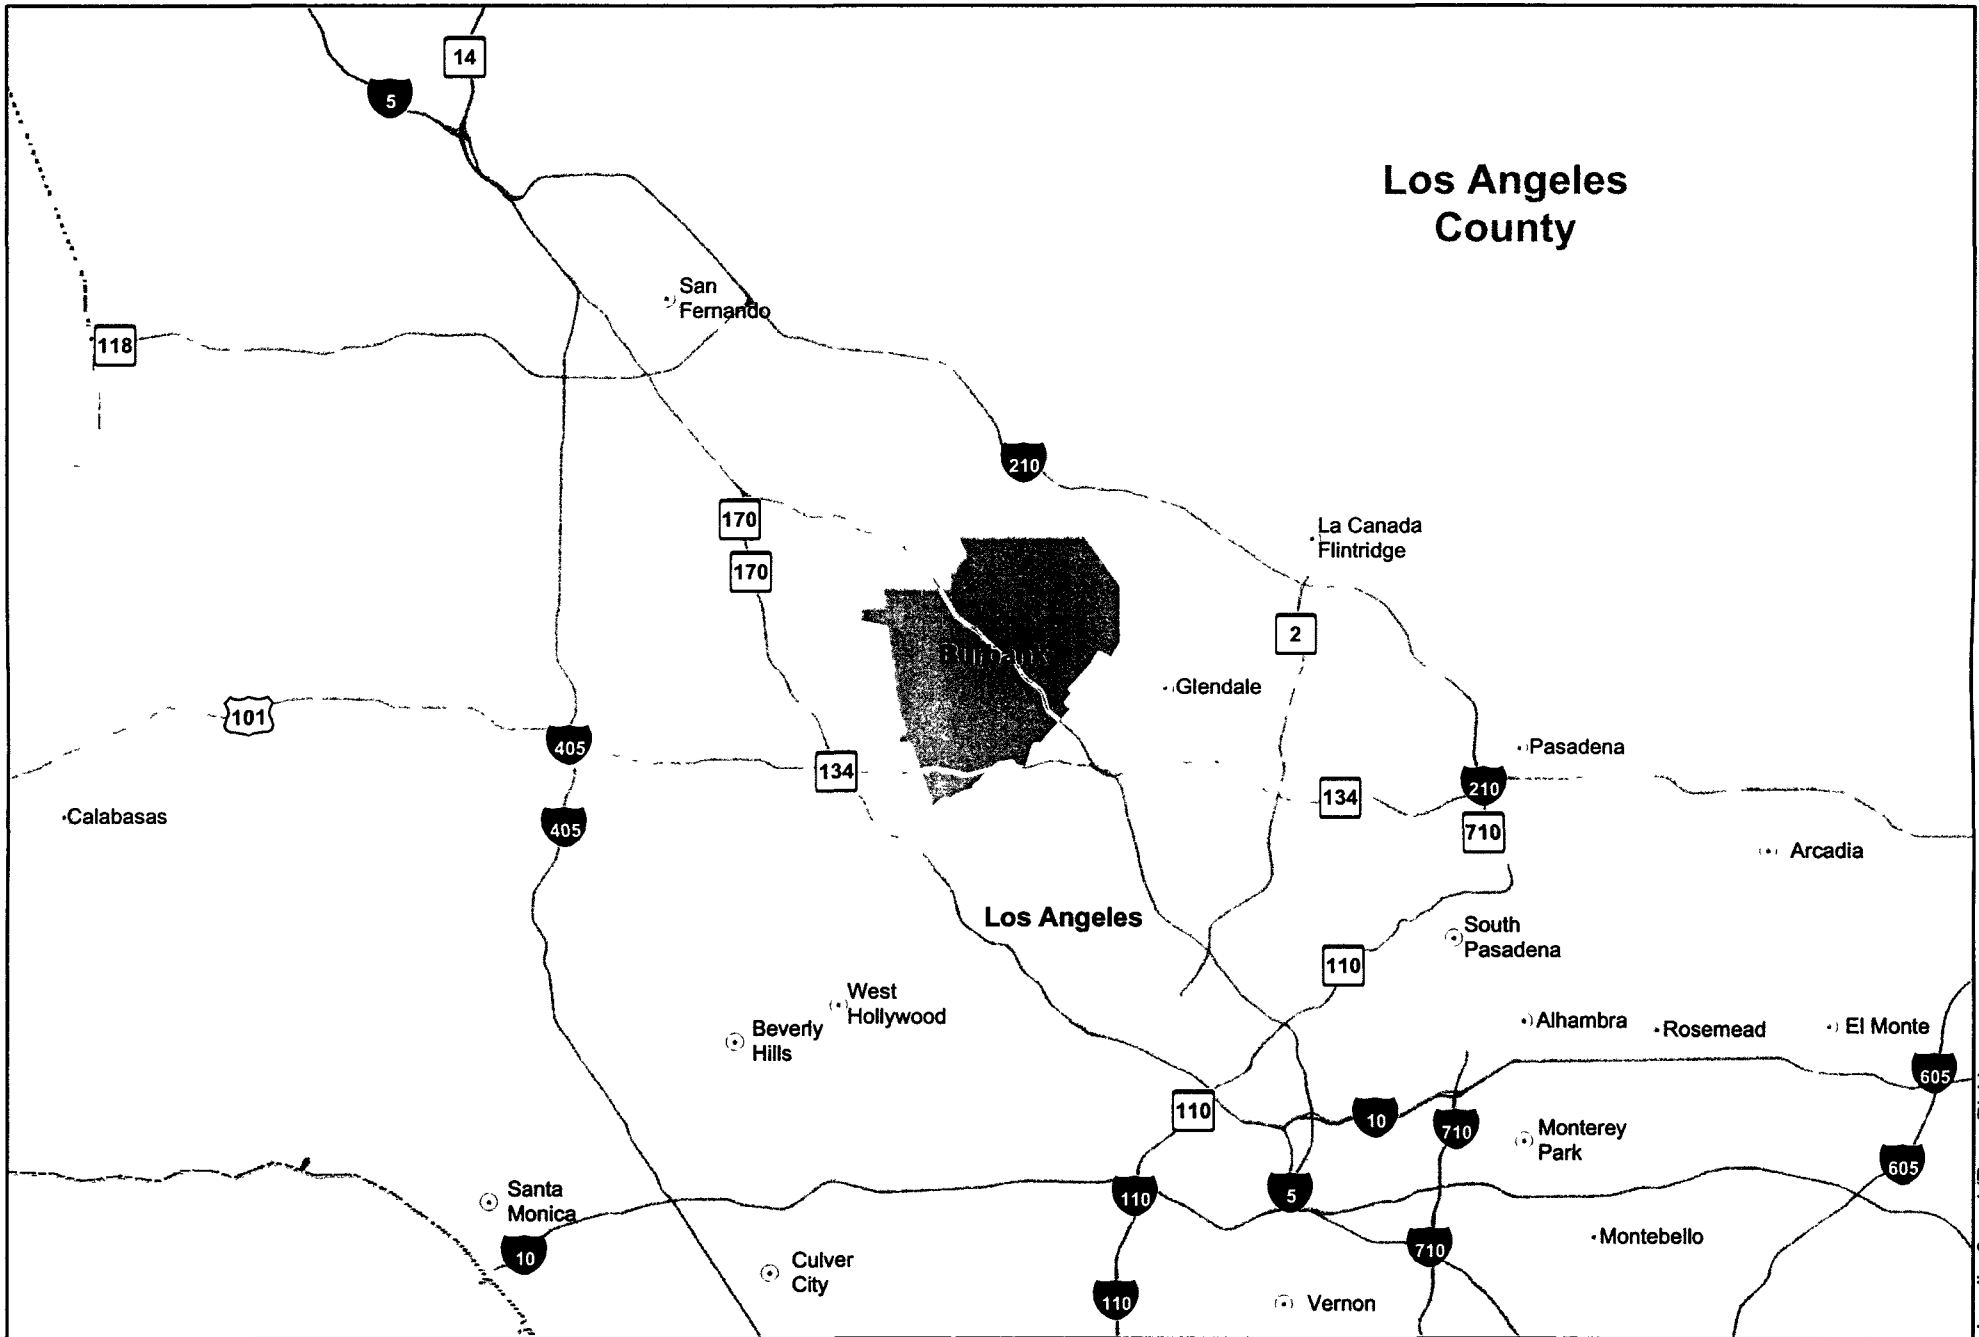 14
5
Los Angeles
County
San
Fernando
118
210
170
La Canada
Flintridge
170
2
Burbank
Glendale
101
405
Pasadena
134
210
134
Calabasas
405
710
Arcadia
Los Angeles
South
Pasadena
110
West
Hollywood
Beverly
Hills
Alhambra
Rosemead
El Monte
605
110
10
710
Monterey
Park
605
Santa
Monica
110
5
10
710
Montebello
Culver
City
110
Vernon